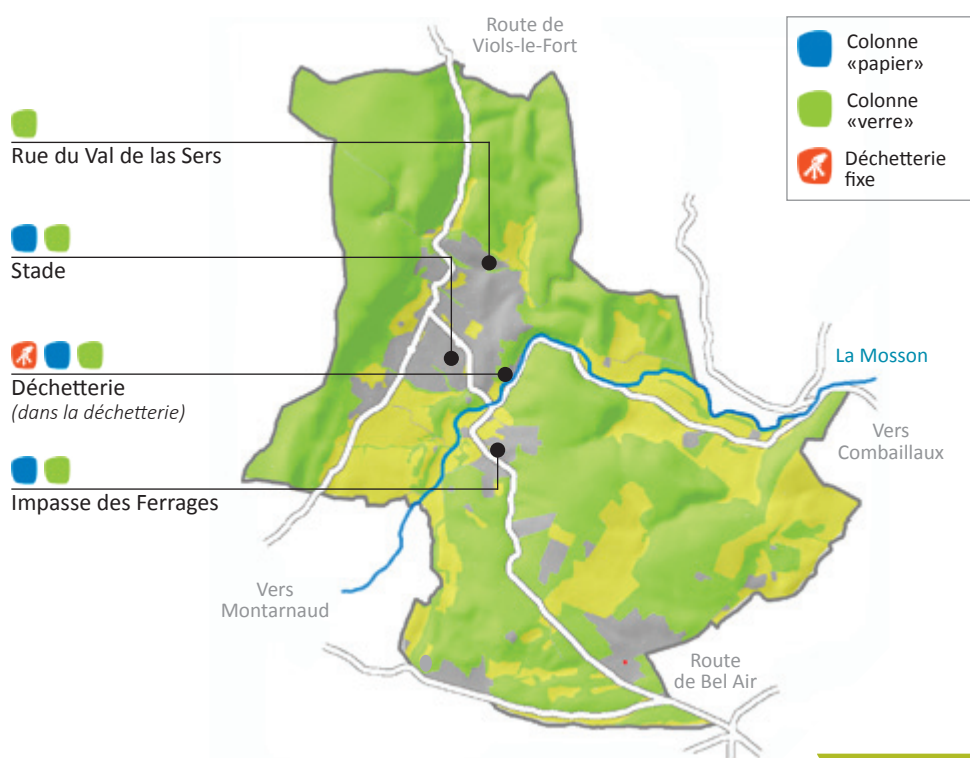 Route de
Viols-le-Fort
Colonne
«papier»
Colonne
«verre»
Déchetterie
fixe
Rue du Val de las Sers
Stade
Déchetterie
(dans la déchetterie)
Impasse des Ferrages
La Mosson
Vers
Combaillaux
Vers
Montarnaud
Route
de Bel Air